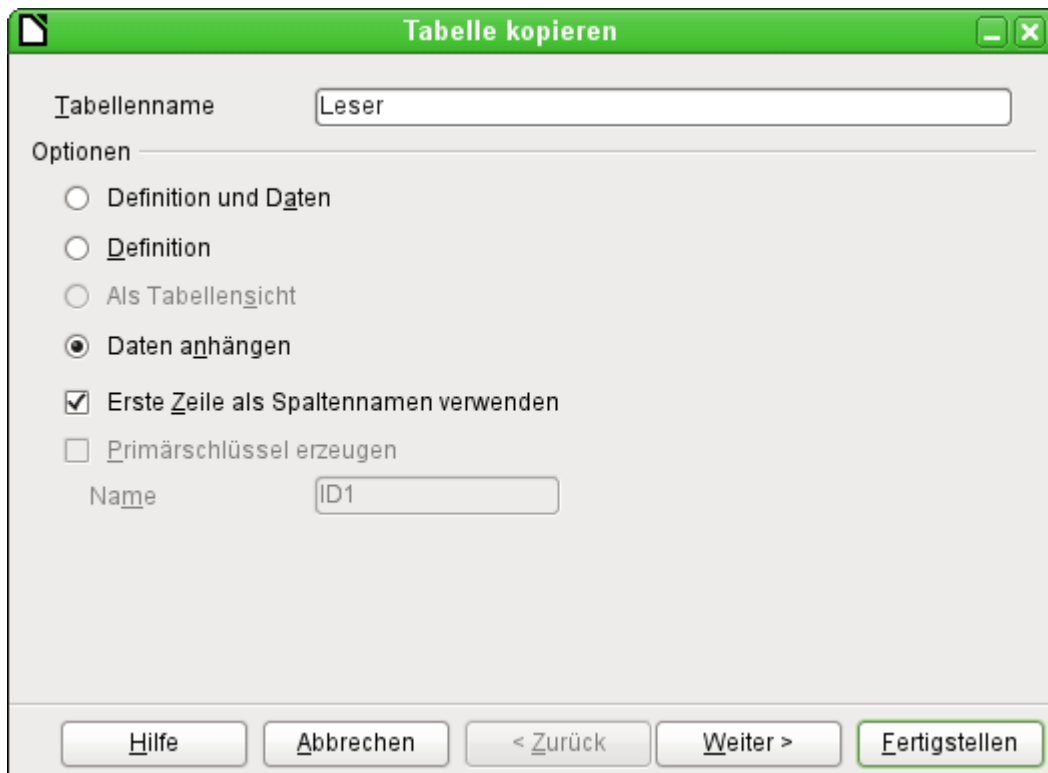 Tabelle kopieren
Tabellenname Leser
Optionen
Definition und Daten
Definition
Als Tabellensicht
Daten anhängen
Erste Zeile als Spaltennamen verwenden
Primärschlüssel erzeugen
Name ID1
Hilfe Abbrechen < Zurück Weiter > Fertigstellen